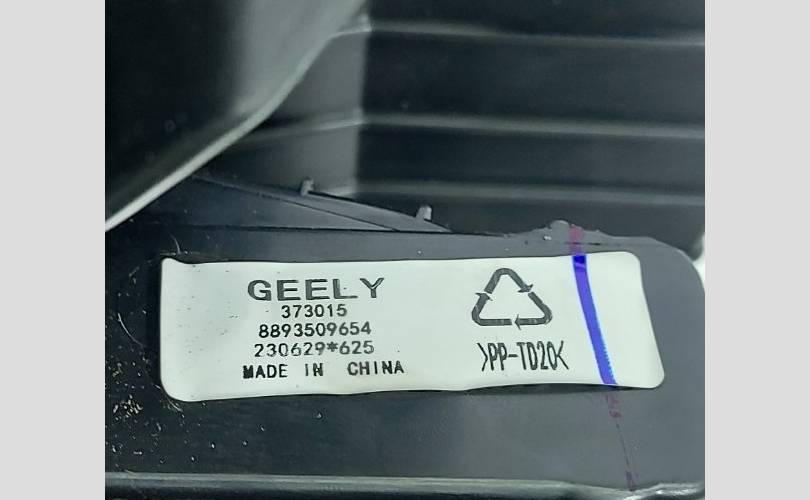 GEELY
373015
8893509654
230629*625
MADE IN CHINA
>PP-TD20<